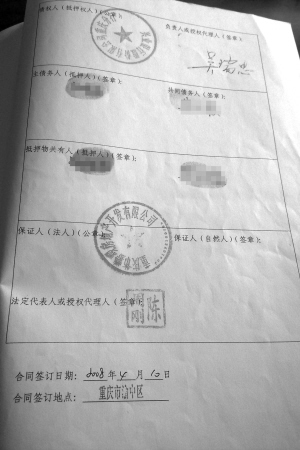 债权人（抵押权人）（公章）：
负责人或授权代理人（签章）：
主债务人（抵押人）（签章）：
共同债务人（签章）：
抵押物共有人（抵押人）（签章）：
（签章）：
保证人（法人）（公章）：
保证人（自然人）（签章）：
法定代表人或授权代理人（签章）：
陈刚
合同签订日期：2008年4月10日
合同签订地点：重庆市渝中区